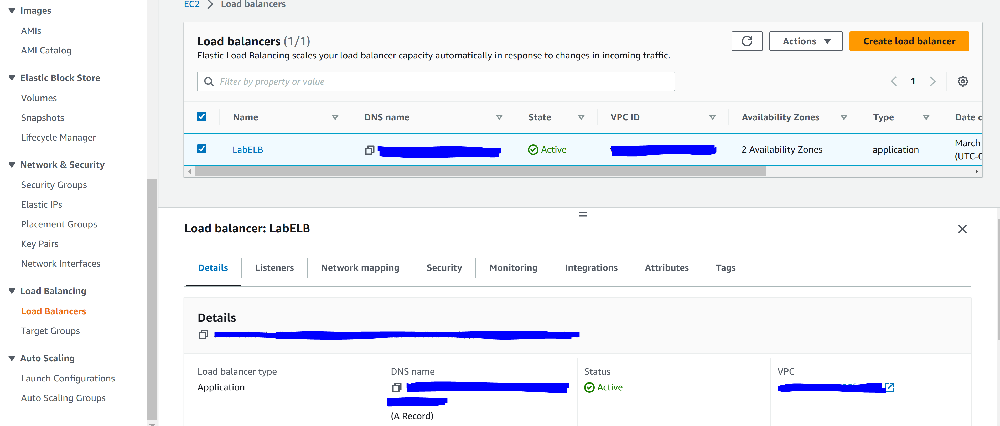 Images
AMIs
AMI Catalog
Elastic Block Store
Volumes
Snapshots
Lifecycle Manager
Network & Security
Security Groups
Elastic IPs
Placement Groups
Key Pairs
Network Interfaces
Load Balancing
Load Balancers
Target Groups
Auto Scaling
Launch Configurations
Auto Scaling Groups
EC2 Load balancers
Load balancers (1/1)
Elastic Load Balancing scales your load balancer capacity automatically in response to changes in incoming traffic.
Actions
Create load balancer
Filter by property or value
1
Name DNS name State VPC ID Availability Zones Type Date c
LabELB Active 2 Availability Zones application March
(UTC-0
Load balancer: LabELB
Details Listeners Network mapping Security Monitoring Integrations Attributes Tags
Details
Load balancer type DNS name Status VPC
Application Active
(A Record)